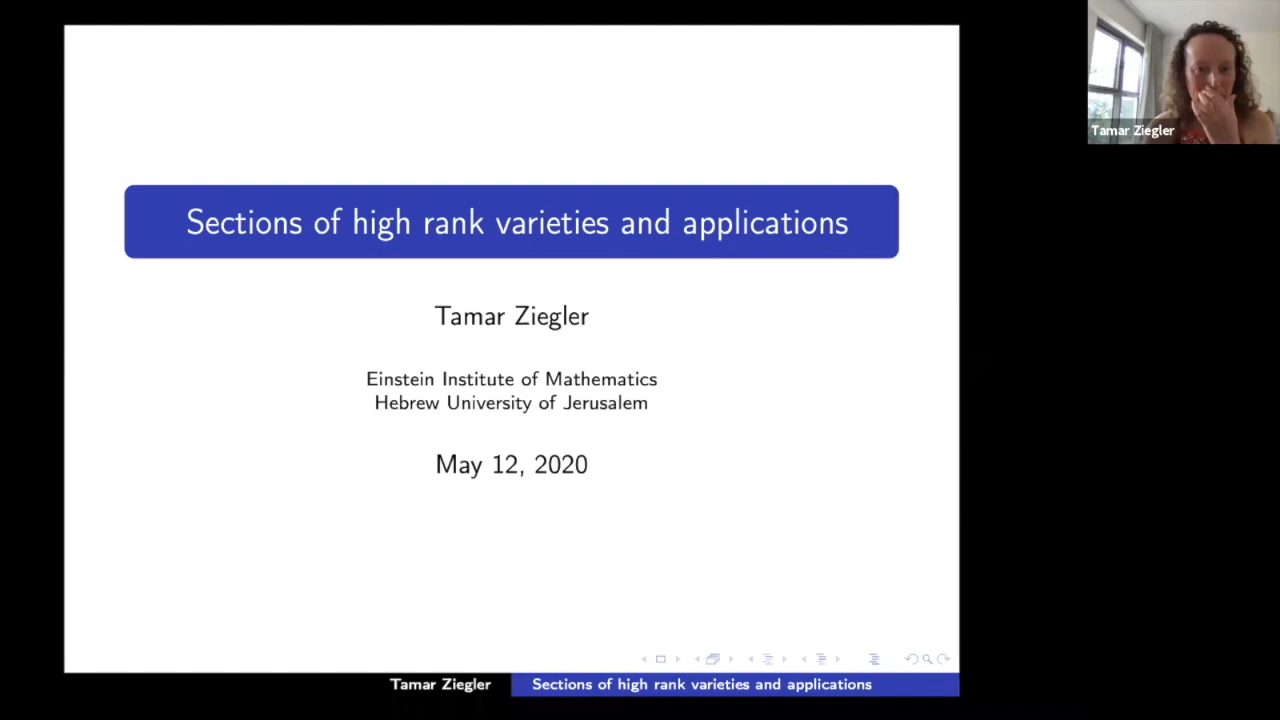 Sections of high rank varieties and applications
Tamar Ziegler
Einstein Institute of Mathematics
Hebrew University of Jerusalem
May 12, 2020
Tamar Ziegler
Sections of high rank varieties and applications
Tamar Ziegler